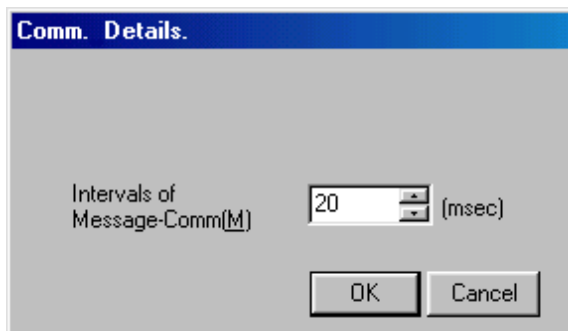 Comm. Details.
Intervals of
Message-Comm(M)
20
(msec)
OK
Cancel